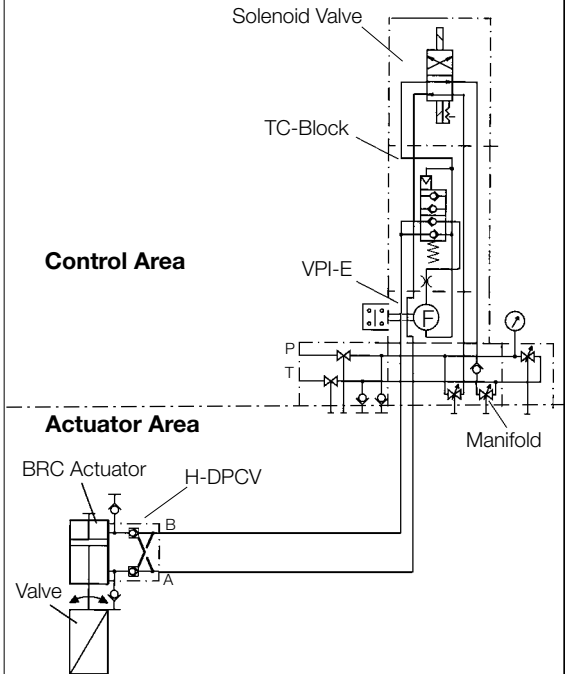 Solenoid Valve
TC-Block
Control Area
VPI-E
F
P
T
Actuator Area
Manifold
BRC Actuator
H-DPCV
B
A
Valve